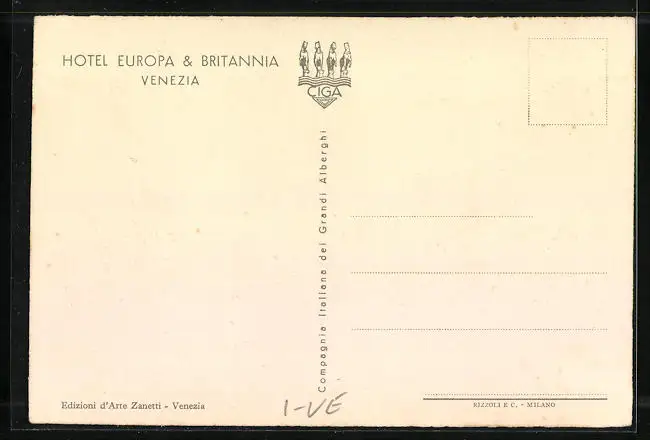 HOTEL EUROPA & BRITANNIA
VENEZIA
CIGA
Compagnia Italiana dei Grandi Alberghi
Edizioni d'Arte Zanetti - Venezia
I-VE
RIZZOLI E C. - MILANO